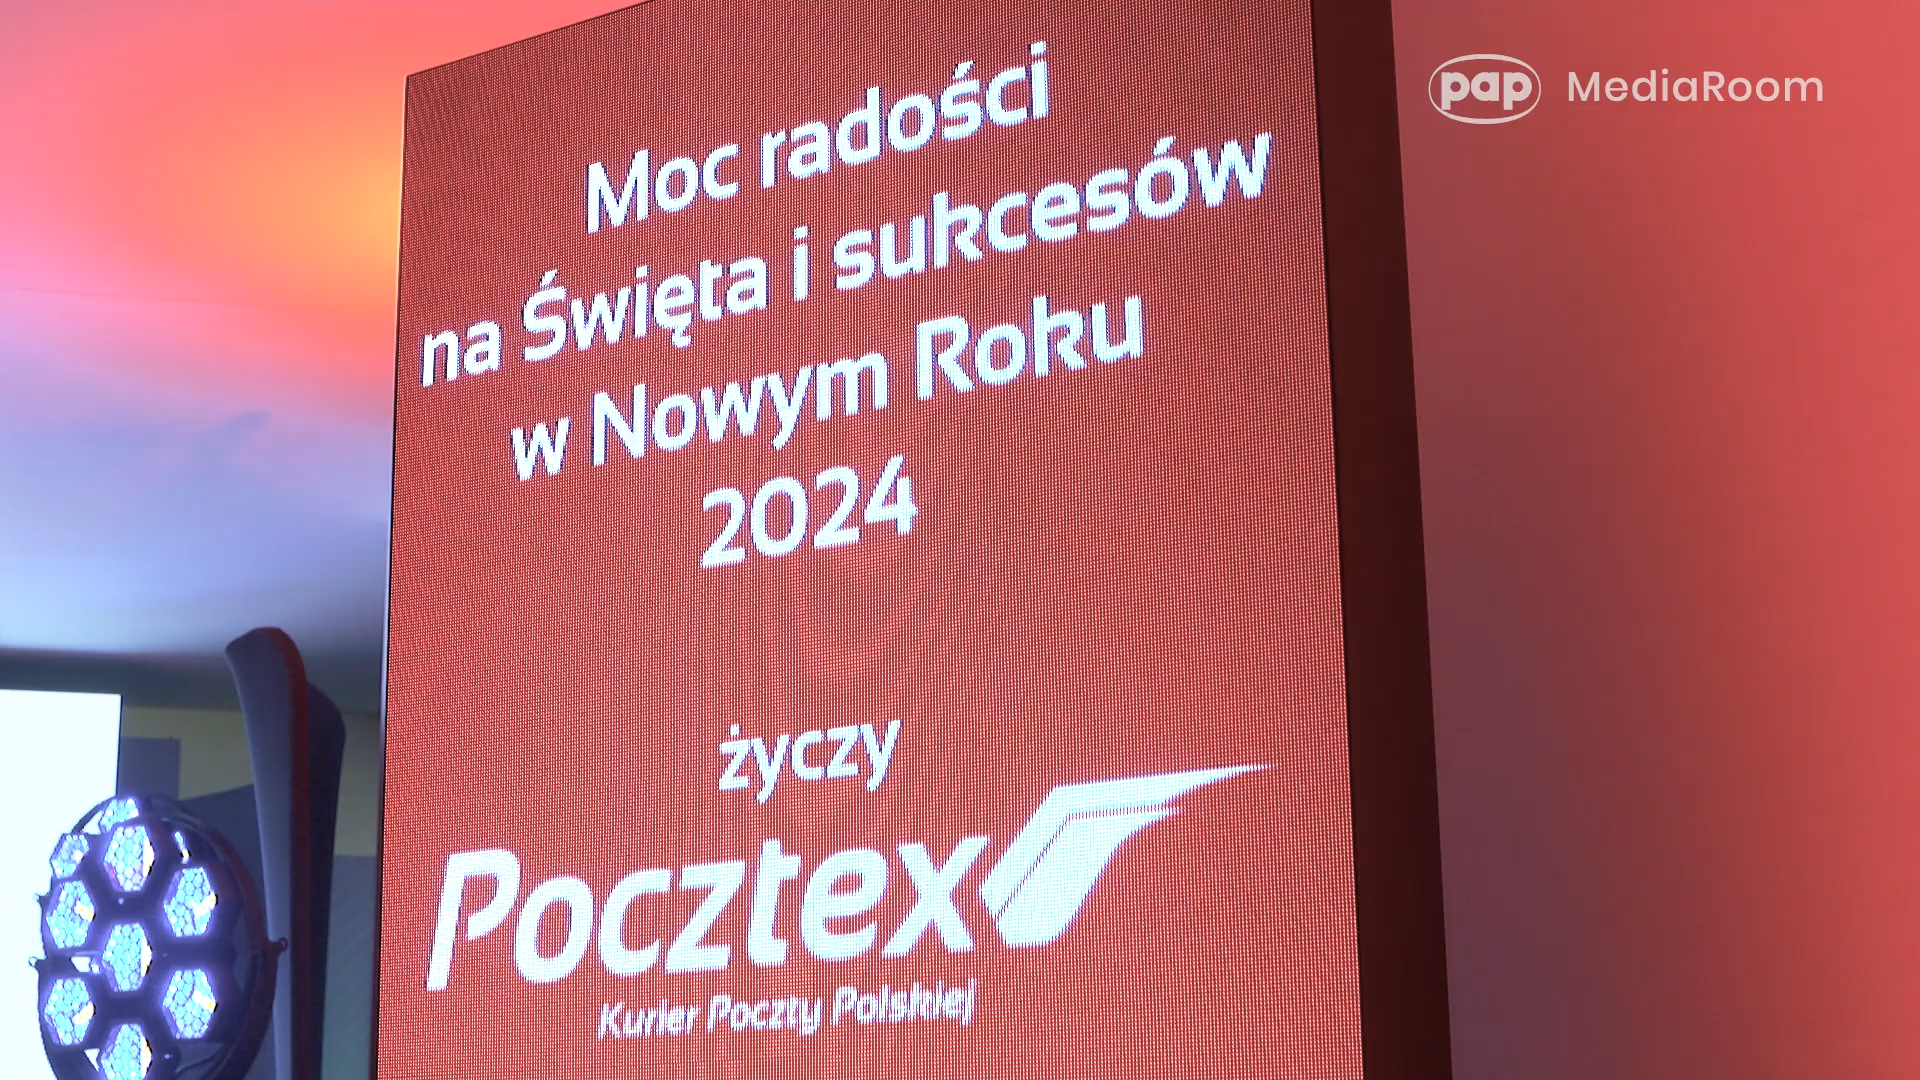 pap MediaRoom
Moc radości
na Święta i sukcesów
w Nowym Roku
2024
życzy
Pocztex
Kurier Poczty Polskiej